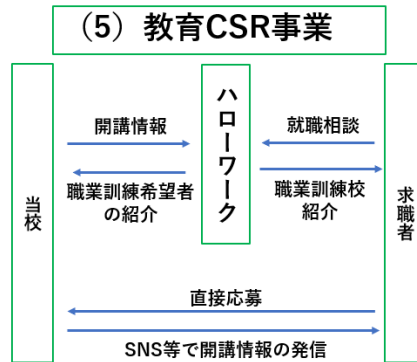 （5）教育CSR事業
当校
開講情報
職業訓練希望者
の紹介
ハローワーク
就職相談
職業訓練校
紹介
求職者
直接応募
SNS等で開講情報の発信